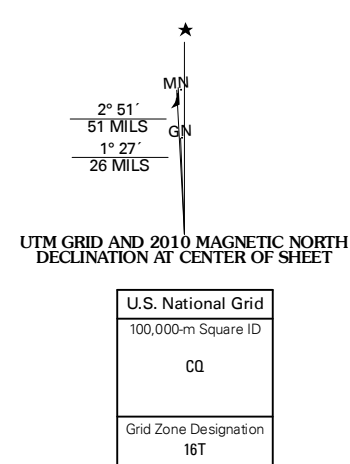 ★
MN
2° 51´
51 MILS
GN
1° 27´
26 MILS
UTM GRID AND 2010 MAGNETIC NORTH
DECLINATION AT CENTER OF SHEET
U.S. National Grid
100,000-m Square ID
CQ
Grid Zone Designation
16T